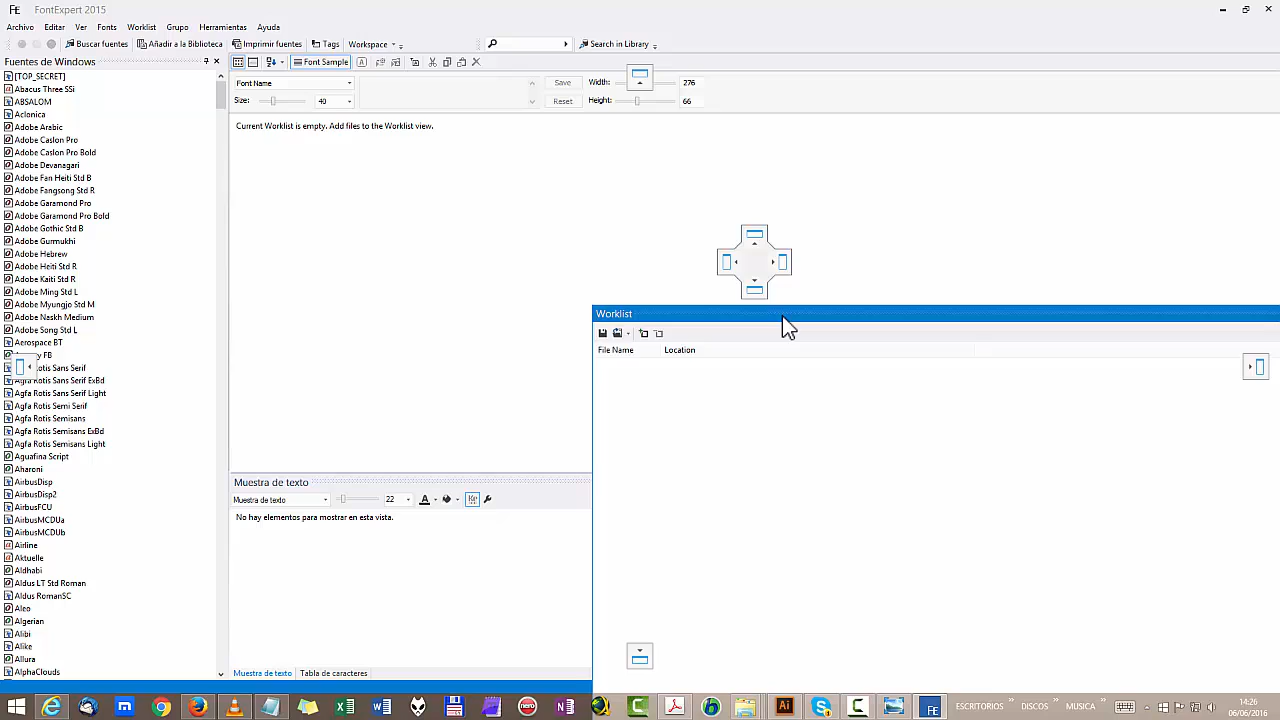 FE FontExpert 2015
Archivo Editar Ver Fonts Worklist Grupo Herramientas Ayuda
Buscar fuentes Añadir a la Biblioteca Imprimir fuentes Tags Workspace Search in Library
Fuentes de Windows
Font Sample
Font Name
Save
Width: 276
Size: 40
Reset
Height: 66
Current Worklist is empty. Add files to the Worklist view.
[TOP_SECRET]
Abacus Three SSi
ABSALOM
Aclonica
Adobe Arabic
Adobe Caslon Pro
Adobe Caslon Pro Bold
Adobe Devanagari
Adobe Fan Heiti Std B
Adobe Fangsong Std R
Adobe Garamond Pro
Adobe Garamond Pro Bold
Adobe Gothic Std B
Adobe Gurmukhi
Adobe Hebrew
Adobe Heiti Std R
Adobe Kaiti Std R
Adobe Ming Std L
Adobe Myungjo Std M
Adobe Naskh Medium
Adobe Song Std L
Aerospace BT
FB
Rotis Sans Serif
Agfa Rotis Sans Serif ExBd
Agfa Rotis Sans Serif Light
Agfa Rotis Semi Serif
Agfa Rotis Semisans
Agfa Rotis Semisans ExBd
Agfa Rotis Semisans Light
Aguafina Script
Aharoni
AirbusDisp
AirbusDisp2
AirbusFCU
AirbusMCDUa
AirbusMCDUb
Airline
Aktuelle
Aldhabi
Aldus LT Std Roman
Aldus RomanSC
Aleo
Algerian
Alibi
Alike
Allura
AlphaClouds
Worklist
File Name Location
Muestra de texto
Muestra de texto 22
No hay elementos para mostrar en esta vista.
Muestra de texto Tabla de caracteres
ESCRITORIOS DISCOS MUSICA
14:26
06/06/2016